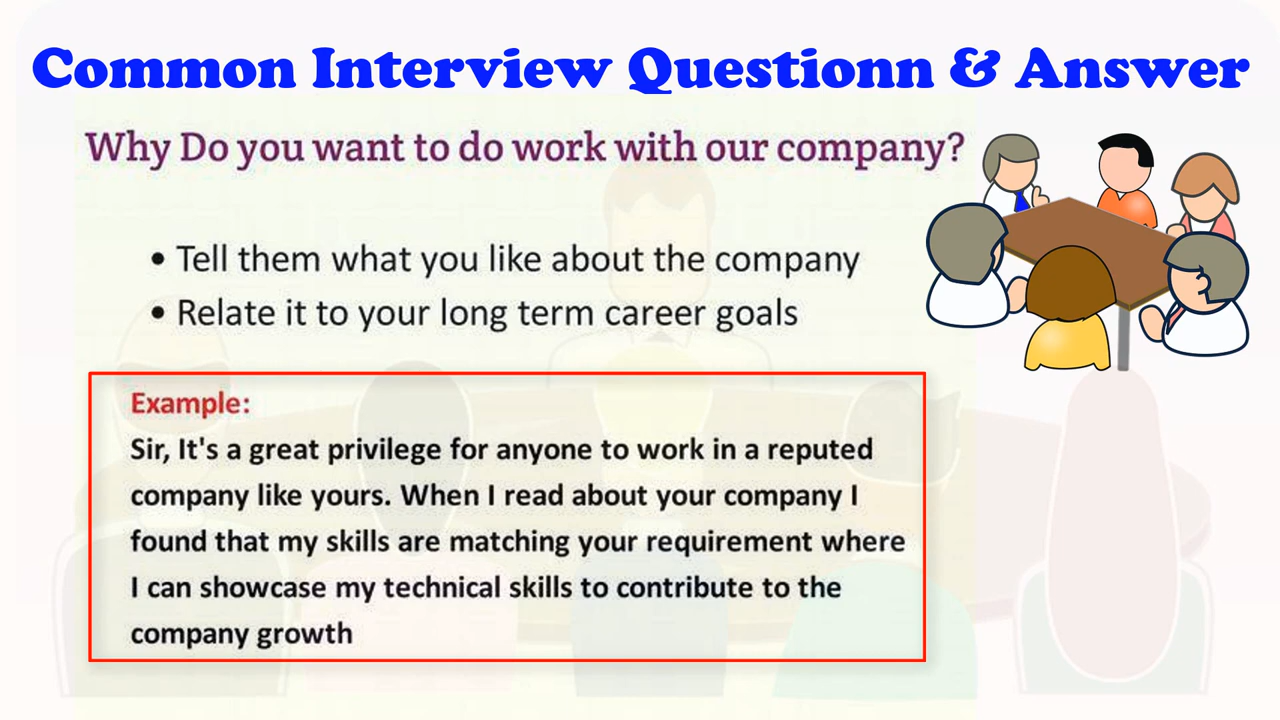 Common Interview Questionn & Answer
Why Do you want to do work with our company?
• Tell them what you like about the company
• Relate it to your long term career goals
Example:
Sir, It's a great privilege for anyone to work in a reputed
company like yours. When I read about your company I
found that my skills are matching your requirement where
I can showcase my technical skills to contribute to the
company growth